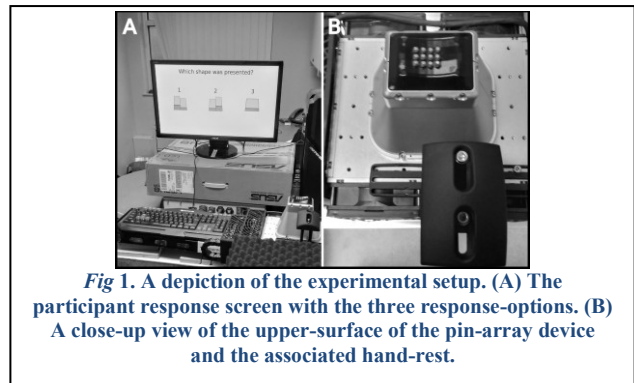 A
B
Which shape was presented?
1 2 3
ASUS
Fig 1. A depiction of the experimental setup. (A) The
participant response screen with the three response-options. (B)
A close-up view of the upper-surface of the pin-array device
and the associated hand-rest.